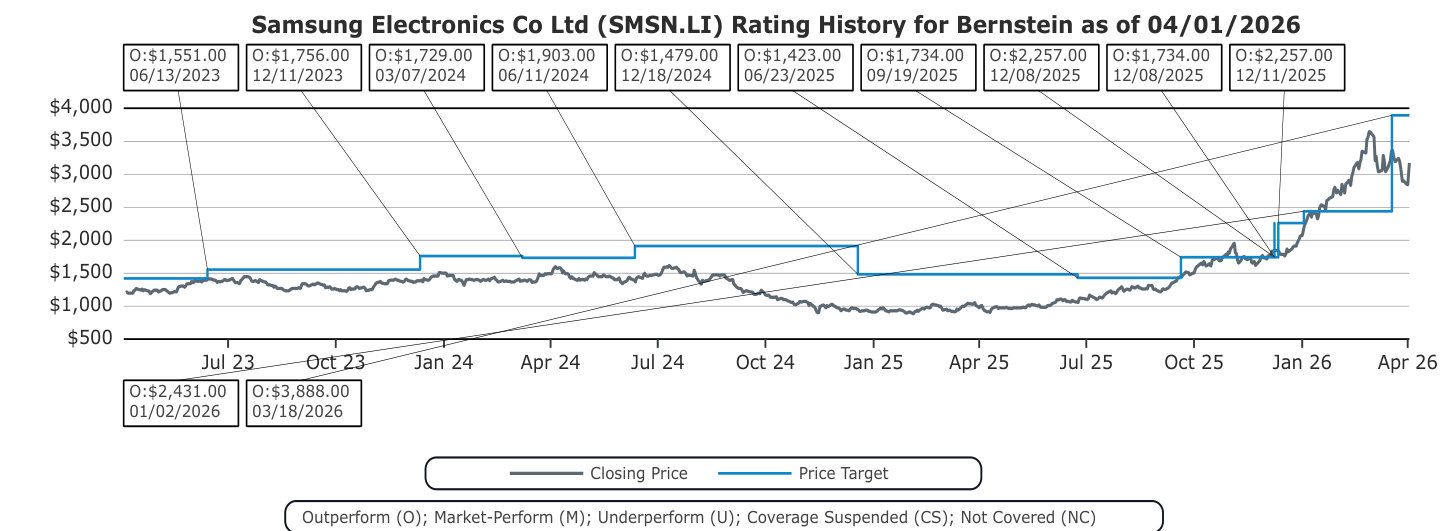 Samsung Electronics Co Ltd (SMSN.LI) Rating History for Bernstein as of 04/01/2026
O:$1,551.00
06/13/2023
O:$1,756.00
12/11/2023
O:$1,729.00
03/07/2024
O:$1,903.00
06/11/2024
O:$1,479.00
12/18/2024
O:$1,423.00
06/23/2025
O:$1,734.00
09/19/2025
O:$2,257.00
12/08/2025
O:$1,734.00
12/08/2025
O:$2,257.00
12/11/2025
$4,000
$3,500
$3,000
$2,500
$2,000
$1,500
$1,000
$500
Jul 23 Oct 23 Jan 24 Apr 24 Jul 24 Oct 24 Jan 25 Apr 25 Jul 25 Oct 25 Jan 26 Apr 26
O:$2,431.00
01/02/2026
O:$3,888.00
03/18/2026
Closing Price Price Target
Outperform (O); Market-Perform (M); Underperform (U); Coverage Suspended (CS); Not Covered (NC)